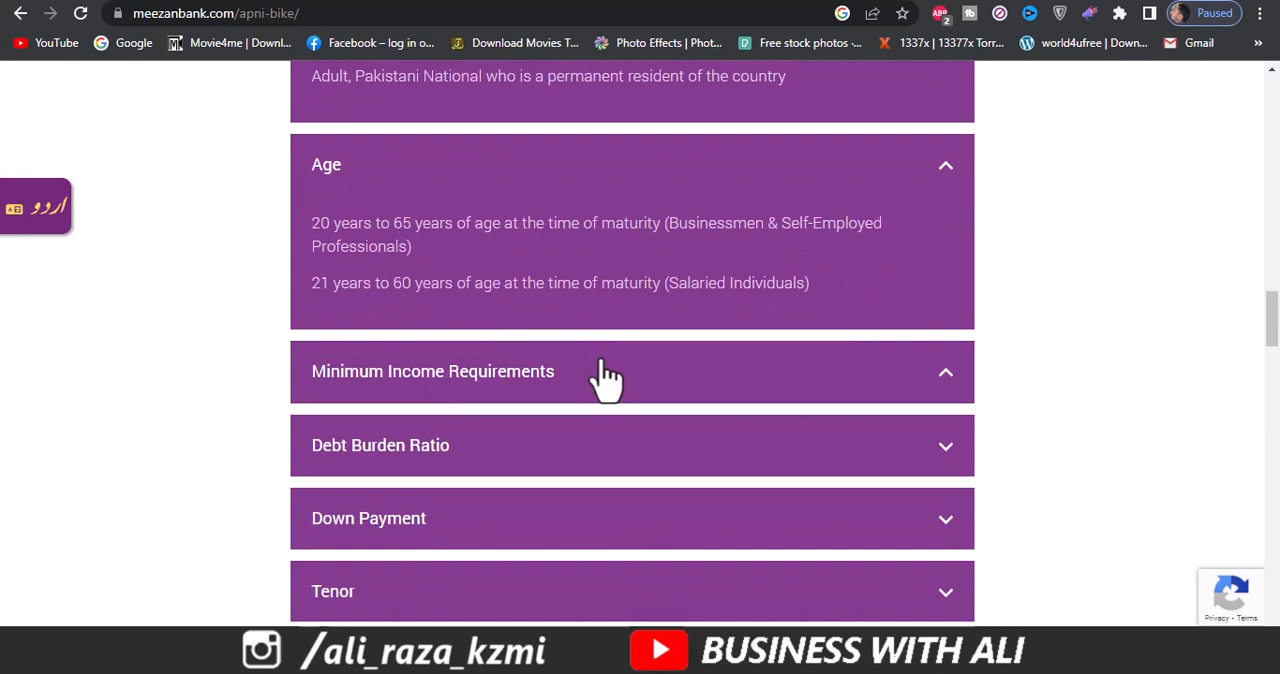 meezanbank.com/apni-bike/
2
Paused
YouTube
Google
Movie4me | Downl...
Facebook – log in o...
Download Movies T...
Photo Effects | Phot...
Free stock photos -...
1337x | 13377x Torr...
world4ufree | Down...
Gmail
»
Adult, Pakistani National who is a permanent resident of the country
Age
اردو
20 years to 65 years of age at the time of maturity (Businessmen & Self-Employed
Professionals)
21 years to 60 years of age at the time of maturity (Salaried Individuals)
Minimum Income Requirements
Debt Burden Ratio
Down Payment
Tenor
Privacy - Terms
/ali_raza_kzmi
BUSINESS WITH ALI